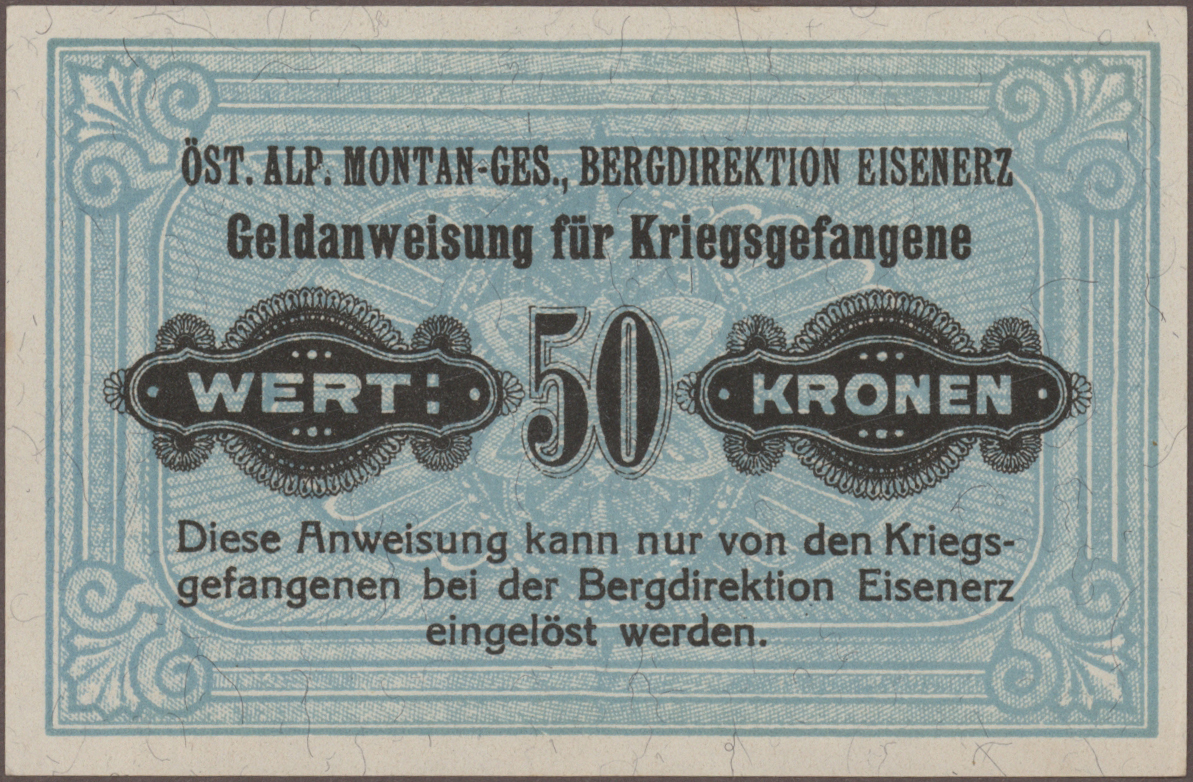 ÖST. ALP. MONTAN-GES., BERGDIREKTION EISENERZ
Geldanweisung für Kriegsgefangene
WERT: 50 KRONEN
Diese Anweisung kann nur von den Kriegs-
gefangenen bei der Bergdirektion Eisenerz
eingelöst werden.